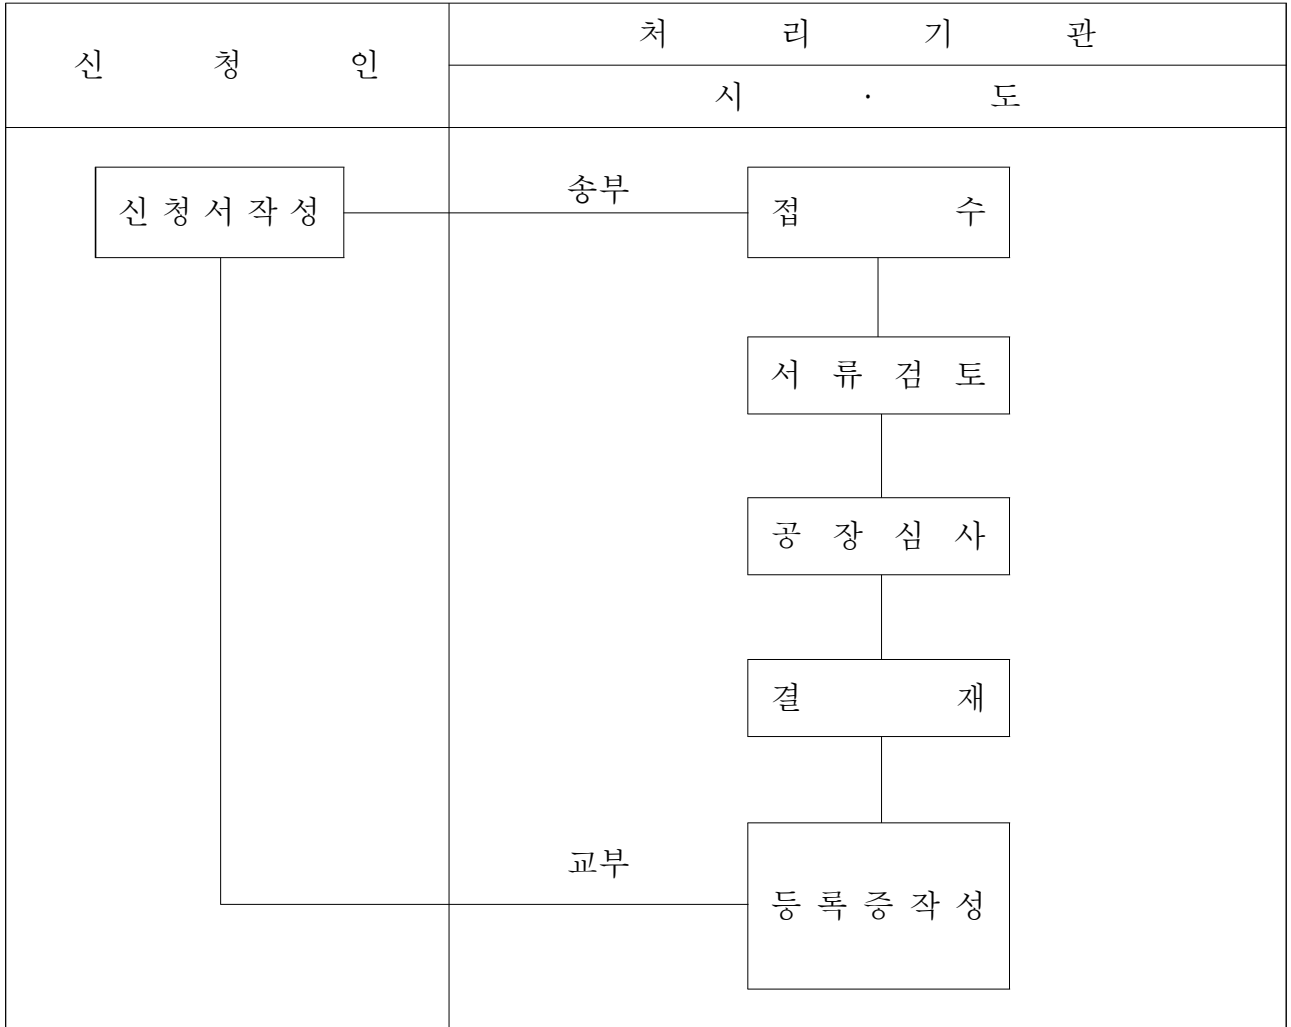 처 리 기 관
신 청 인
시 · 도
송부
신청서작성
접 수
서류검토
공장심사
결 재
교부
등록증작성